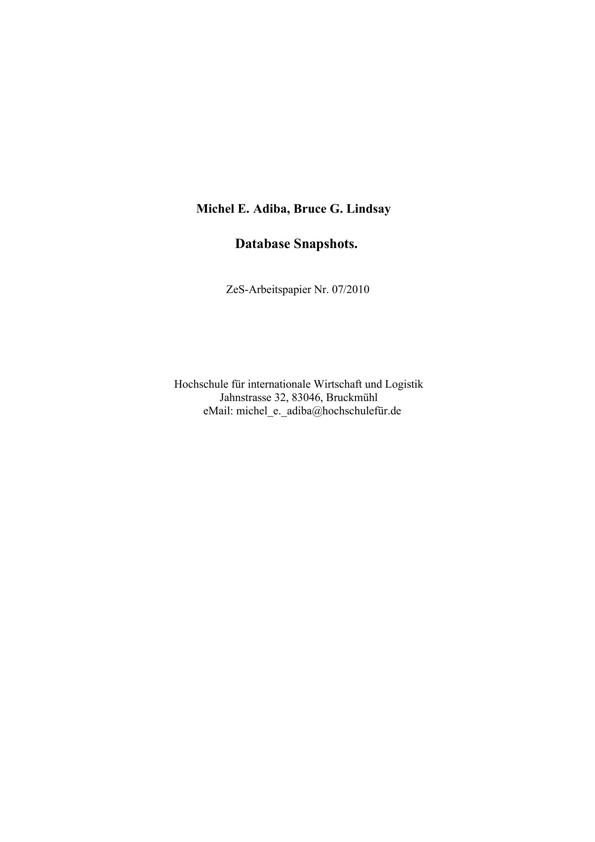 Michel E. Adiba, Bruce G. Lindsay
Database Snapshots.
ZeS-Arbeitspapier Nr. 07/2010
Hochschule für internationale Wirtschaft und Logistik
Jahnstrasse 32, 83046, Bruckmühl
eMail: michel_e._adiba@hochschulefür.de